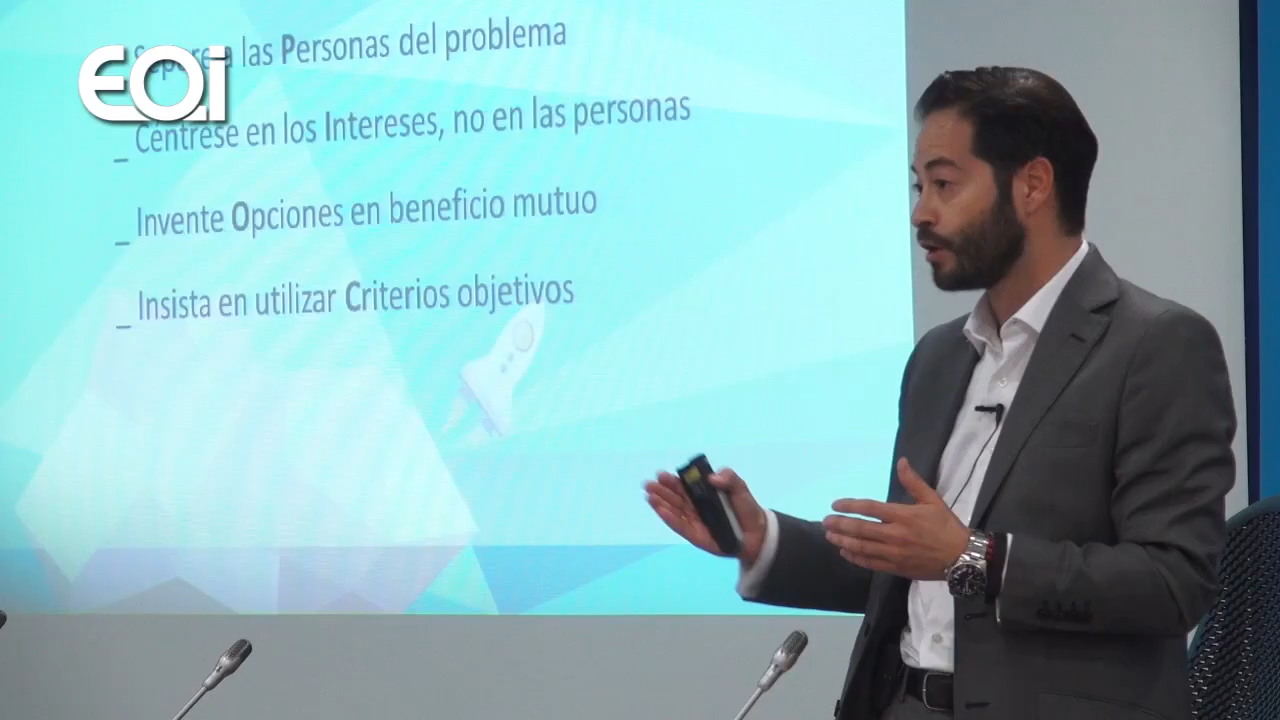 EOi
las Personas del problema
_ Céntrese en los Intereses, no en las personas
_ Invente Opciones en beneficio mutuo
_ Insista en utilizar Criterios objetivos